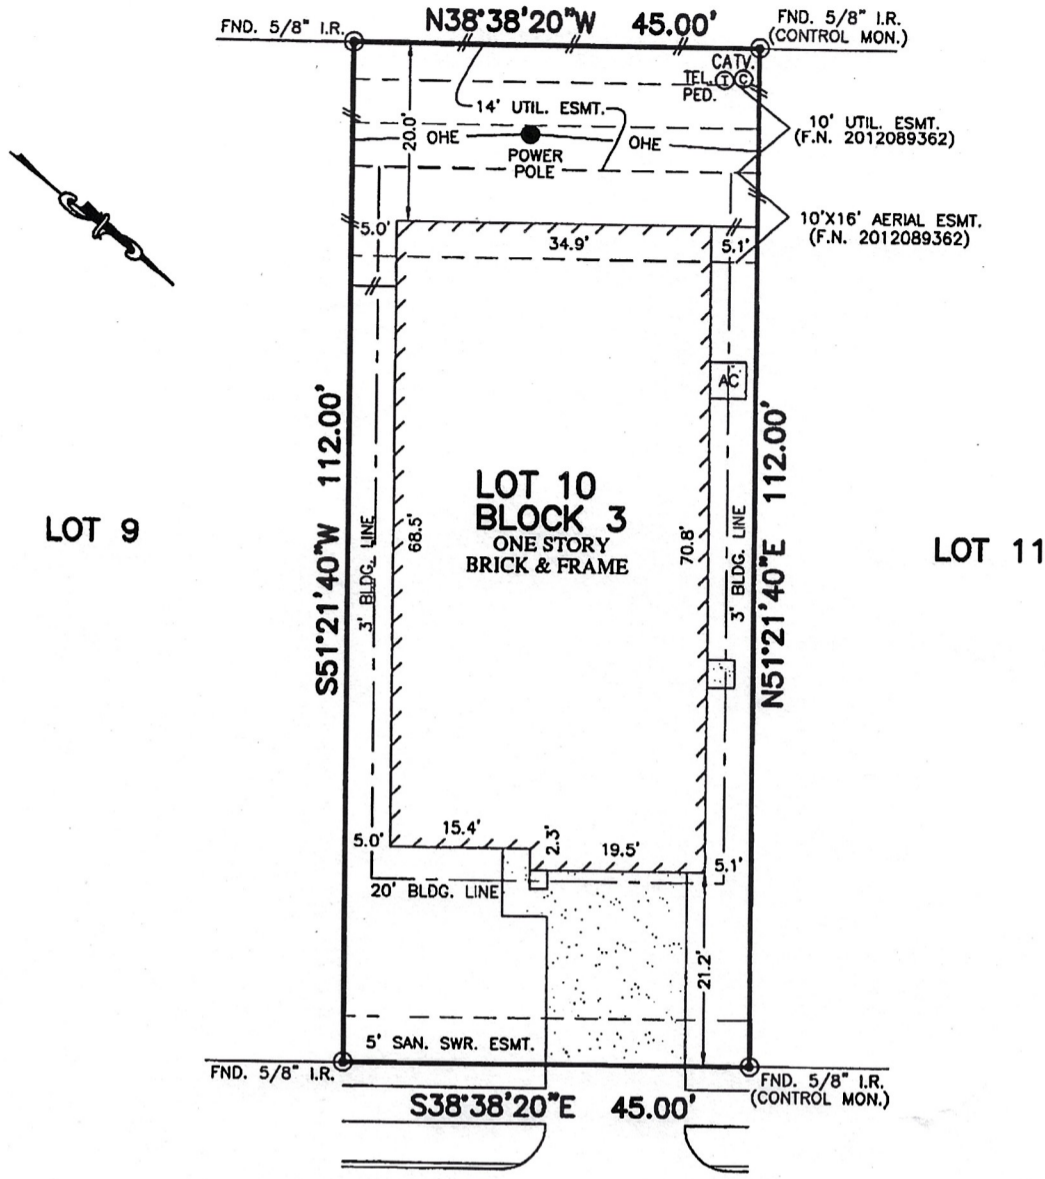 N38°38'20"W 45.00'
FND. 5/8" I.R.
FND. 5/8" I.R.
(CONTROL MON.)
CATV.
TEL.
PED.
T
C
14' UTIL. ESMT.
10' UTIL. ESMT.
(F.N. 2012089362)
20.0'
OHE
OHE
POWER
POLE
10'X16' AERIAL ESMT.
(F.N. 2012089362)
5.0'
34.9'
5.1'
AC
S51°21'40"W 112.00'
N51°21'40"E 112.00'
LOT 9
LOT 10
BLOCK 3
ONE STORY
BRICK & FRAME
LOT 11
3' BLDG. LINE
68.5'
70.8'
3' BLDG. LINE
5.0'
15.4'
2.3'
19.5'
5.1'
20' BLDG. LINE
21.2'
5' SAN. SWR. ESMT.
FND. 5/8" I.R.
FND. 5/8" I.R.
(CONTROL MON.)
S38°38'20"E 45.00'